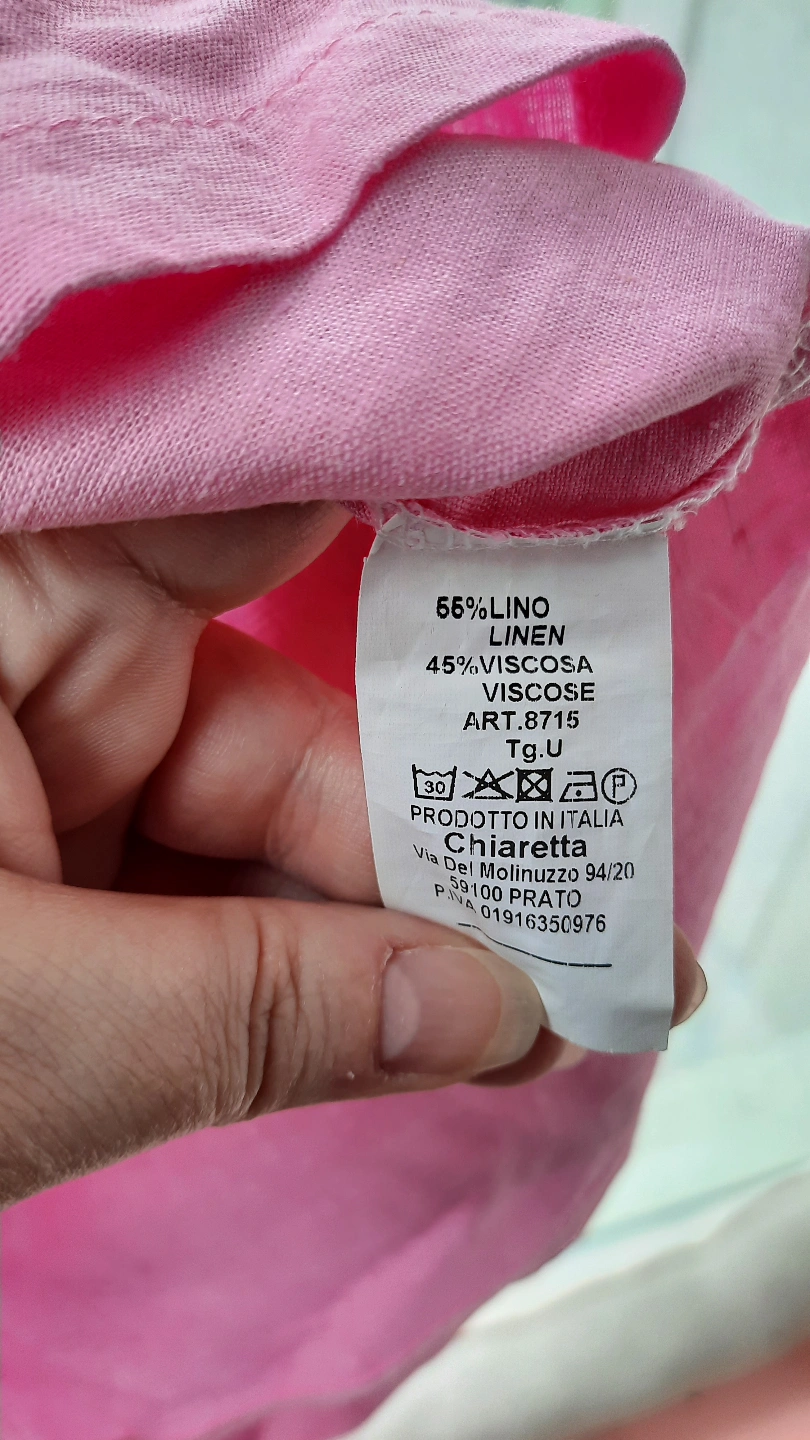 55%LINO
LINEN
45%VISCOSA
VISCOSE
ART.8715
Tg.U
30 P
PRODOTTO IN ITALIA
Chiaretta
Via Del Molinuzzo 94/20
59100 PRATO
P.IVA 01916350976